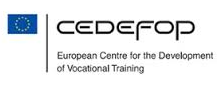 CEDEFOP
European Centre for the Development
of Vocational Training